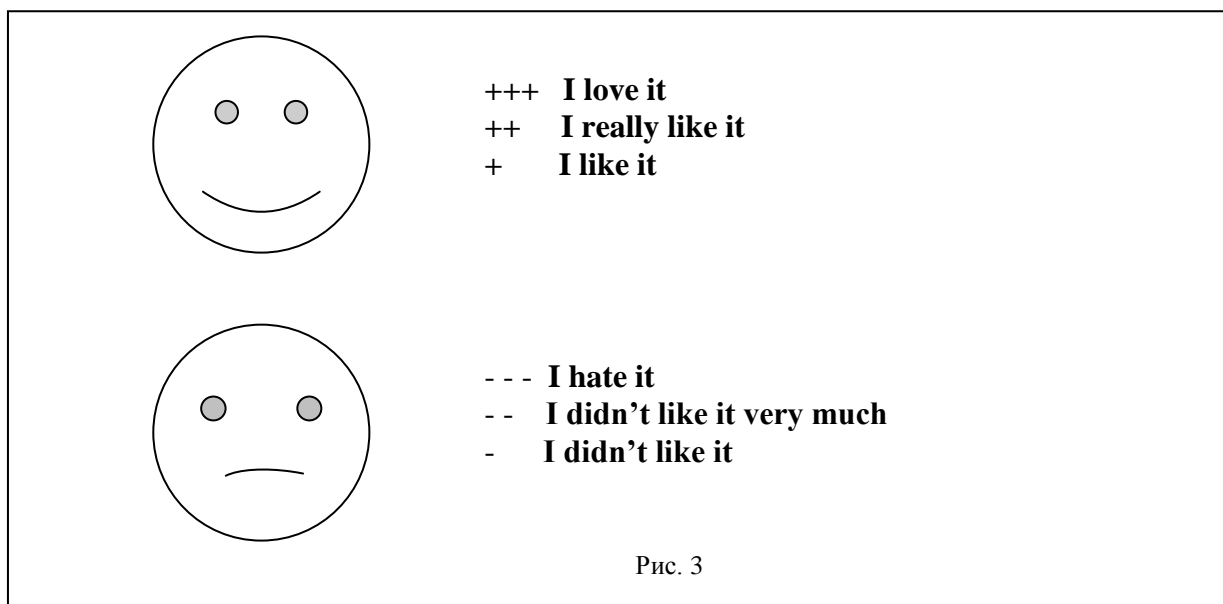 +++ I love it
++ I really like it
+ I like it
- - - I hate it
- - I didn’t like it very much
- I didn’t like it
Рис. 3